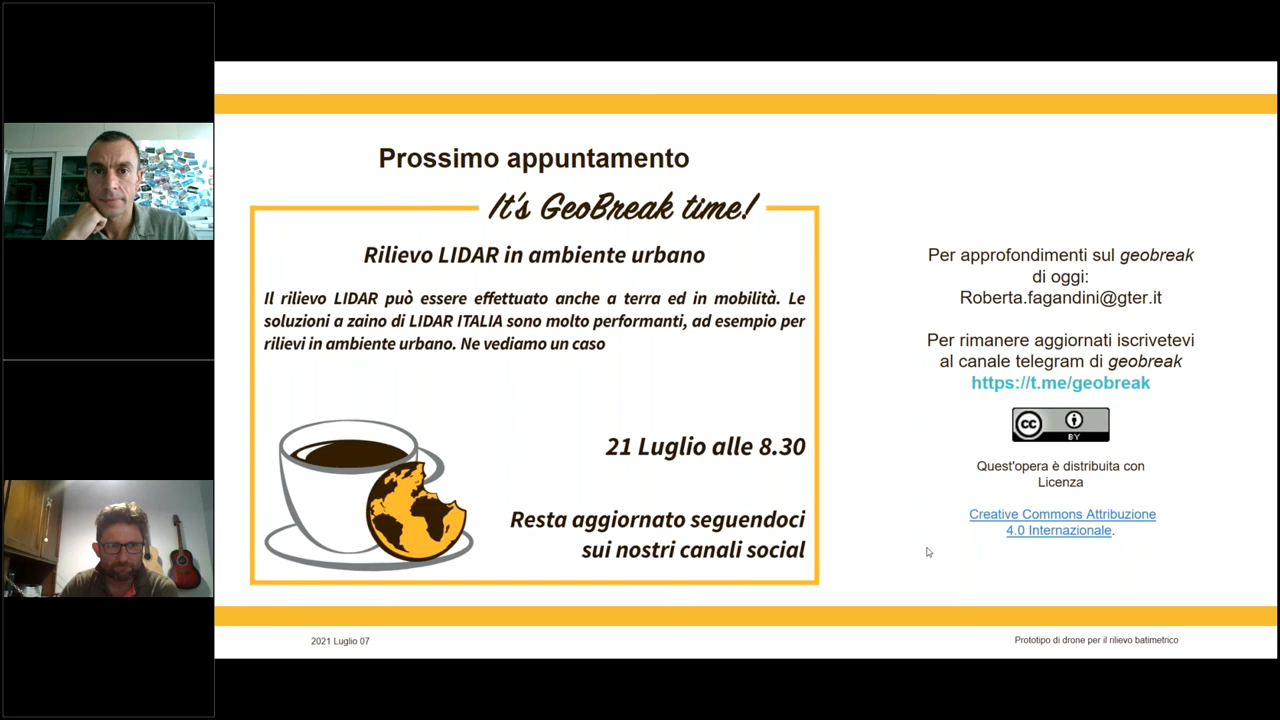 Prossimo appuntamento
It's GeoBreak time!
Rilievo LIDAR in ambiente urbano
Il rilievo LIDAR può essere effettuato anche a terra ed in mobilità. Le
soluzioni a zaino di LIDAR ITALIA sono molto performanti, ad esempio per
rilievi in ambiente urbano. Ne vediamo un caso
21 Luglio alle 8.30
Resta aggiornato seguendoci
sui nostri canali social
Per approfondimenti sul geobreak
di oggi:
Roberta.fagandini@gter.it
Per rimanere aggiornati iscrivetevi
al canale telegram di geobreak
https://t.me/geobreak
cc
BY
Quest'opera è distribuita con
Licenza
Creative Commons Attribuzione
4.0 Internazionale.
2021 Luglio 07
Prototipo di drone per il rilievo batimetrico